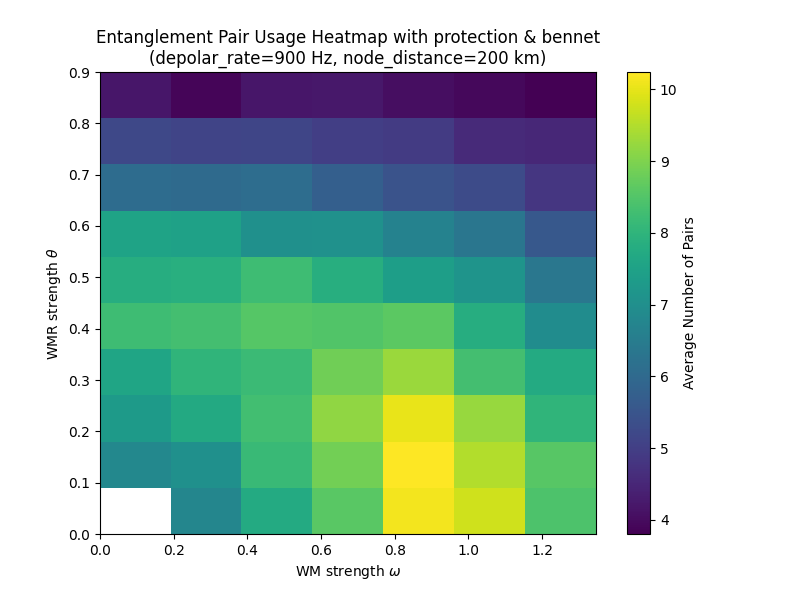 Entanglement Pair Usage Heatmap with protection & bennet
(depolar_rate=900 Hz, node_distance=200 km)
0.9
0.8
0.7
0.6
0.5
0.4
0.3
0.2
0.1
0.0
WMR strength θ
0.0 0.2 0.4 0.6 0.8 1.0 1.2
WM strength ω
10
9
8
7
6
5
4
Average Number of Pairs